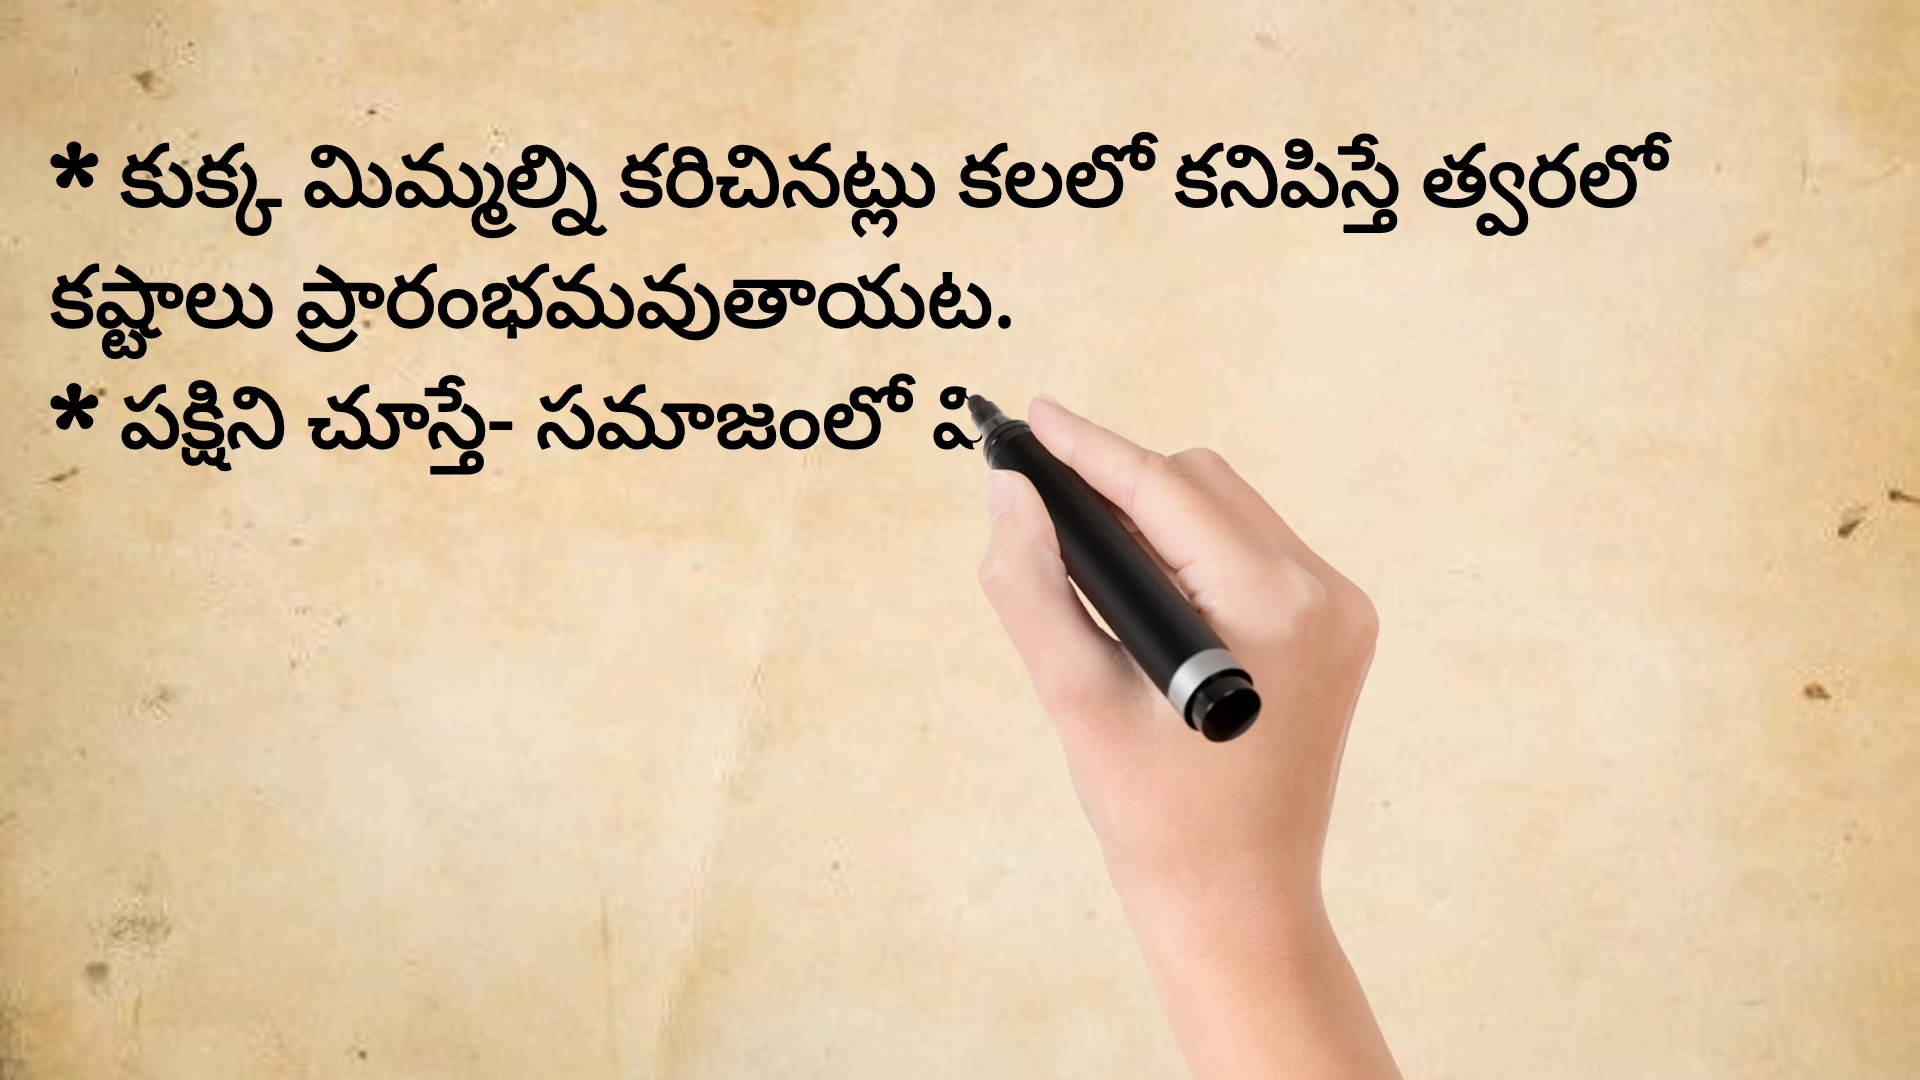 * కుక్క మిమ్మల్ని కరిచినట్లు కలలో కనిపిస్తే త్వరలో
కష్టాలు ప్రారంభమవుతాయట.
* పక్షిని చూస్తే- సమాజంలో